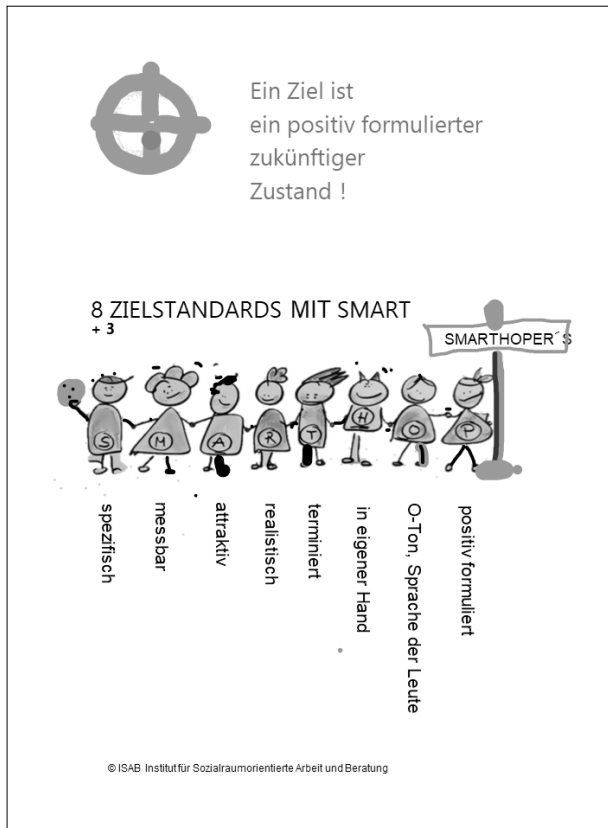 Ein Ziel ist
ein positiv formulierter
zukünftiger
Zustand !
8 ZIELSTANDARDS MIT SMART
+ 3
SMARTHOPER´S
S M A R T H O P
spezifisch
messbar
attraktiv
realistisch
terminiert
in eigener Hand
O-Ton, Sprache der Leute
positiv formuliert
© ISAB Institut für Sozialraumorientierte Arbeit und Beratung